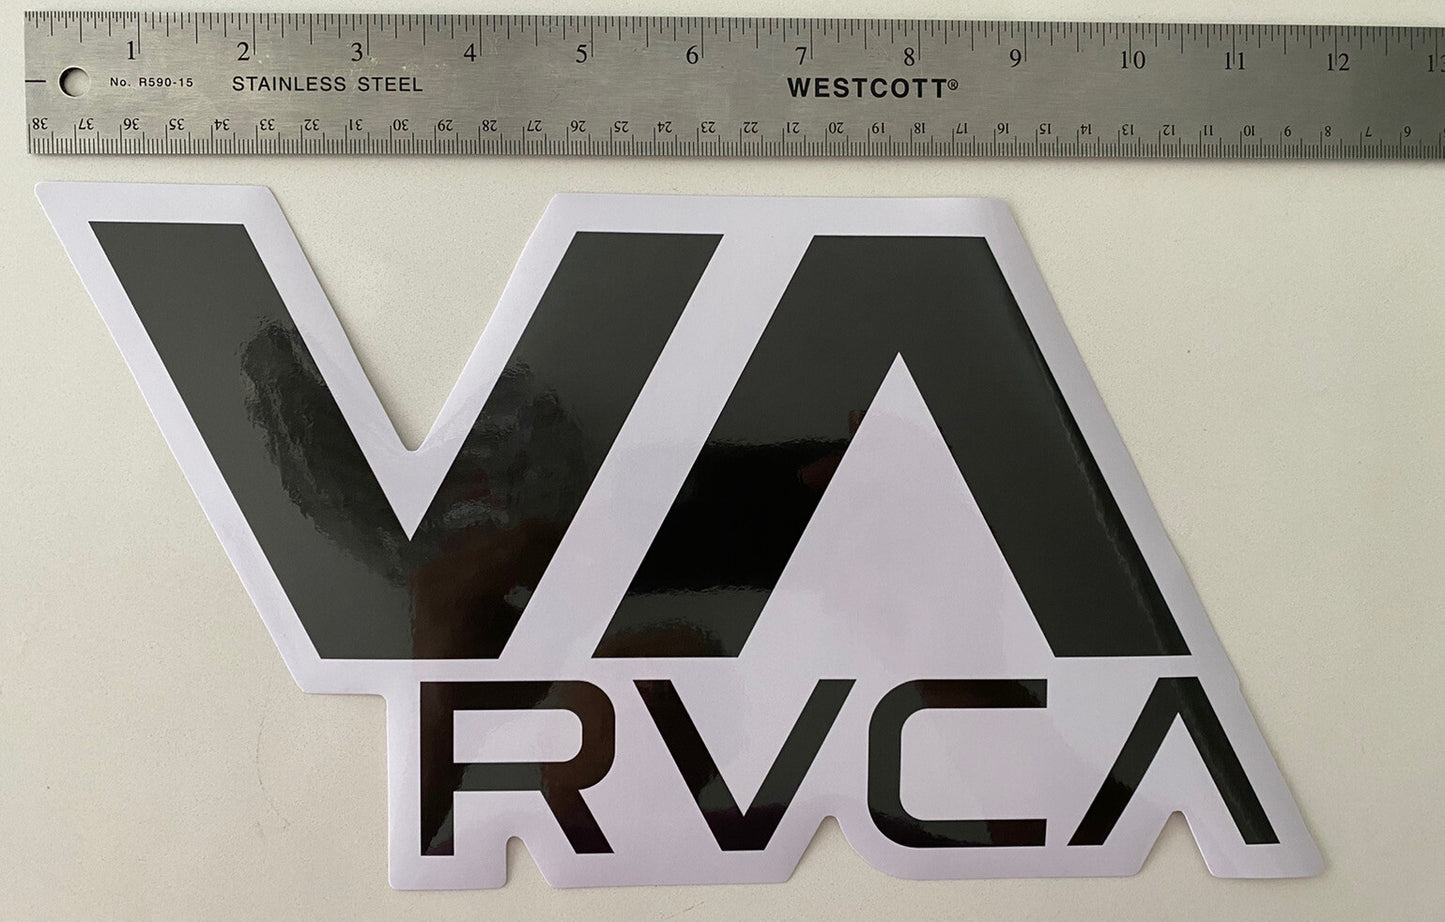 1 2 3 4 5 6 7 8 9 10 11 12 13
No. R590-15 STAINLESS STEEL WESTCOTT®
38 37 36 35 34 33 32 31 30 29 28 27 26 25 24 23 22 21 20 19 18 17 16 15 14 13 12 11 10 9 8 7 6
VA
RVCA